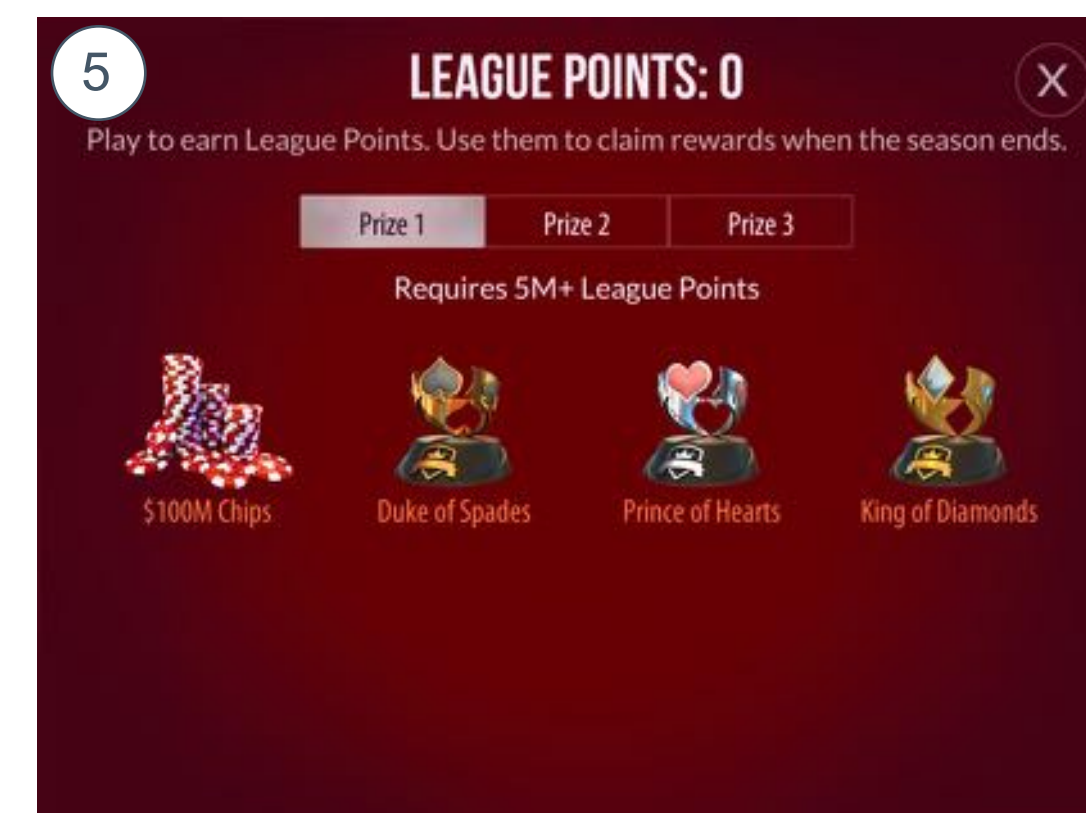 5
LEAGUE POINTS: 0
X
Play to earn League Points. Use them to claim rewards when the season ends.
Prize 1
Prize 2
Prize 3
Requires 5M+ League Points
$100M Chips
Duke of Spades
Prince of Hearts
King of Diamonds